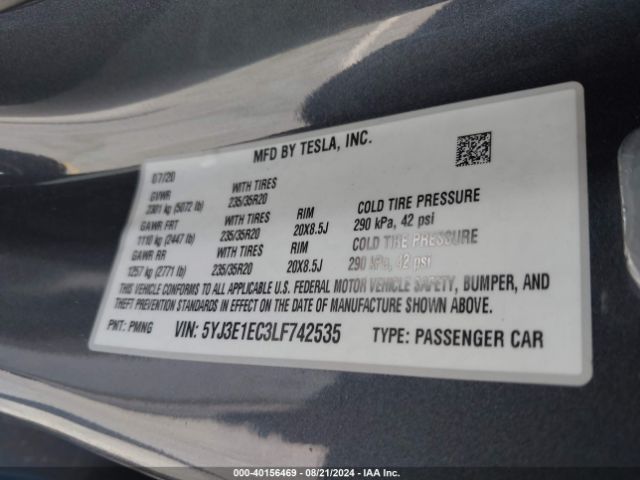 MFD BY TESLA, INC.
07/20
GVWR WITH TIRES
2301 kg (5072 lb) 235/35R20
GAWR FRT WITH TIRES RIM COLD TIRE PRESSURE
1110 kg (2447 lb) 235/35R20 20X8.5J 290 kPa, 42 psi
GAWR RR WITH TIRES RIM COLD TIRE PRESSURE
1257 kg (2771 lb) 235/35R20 20X8.5J 290 kPa, 42 psi
THIS VEHICLE CONFORMS TO ALL APPLICABLE U.S. FEDERAL MOTOR VEHICLE SAFETY, BUMPER, AND
THEFT PREVENTION STANDARDS IN EFFECT ON THE DATE OF MANUFACTURE SHOWN ABOVE.
PNT: PMNG VIN: 5YJ3E1EC3LF742535 TYPE: PASSENGER CAR
000-40156469 - 08/21/2024 - IAA Inc.